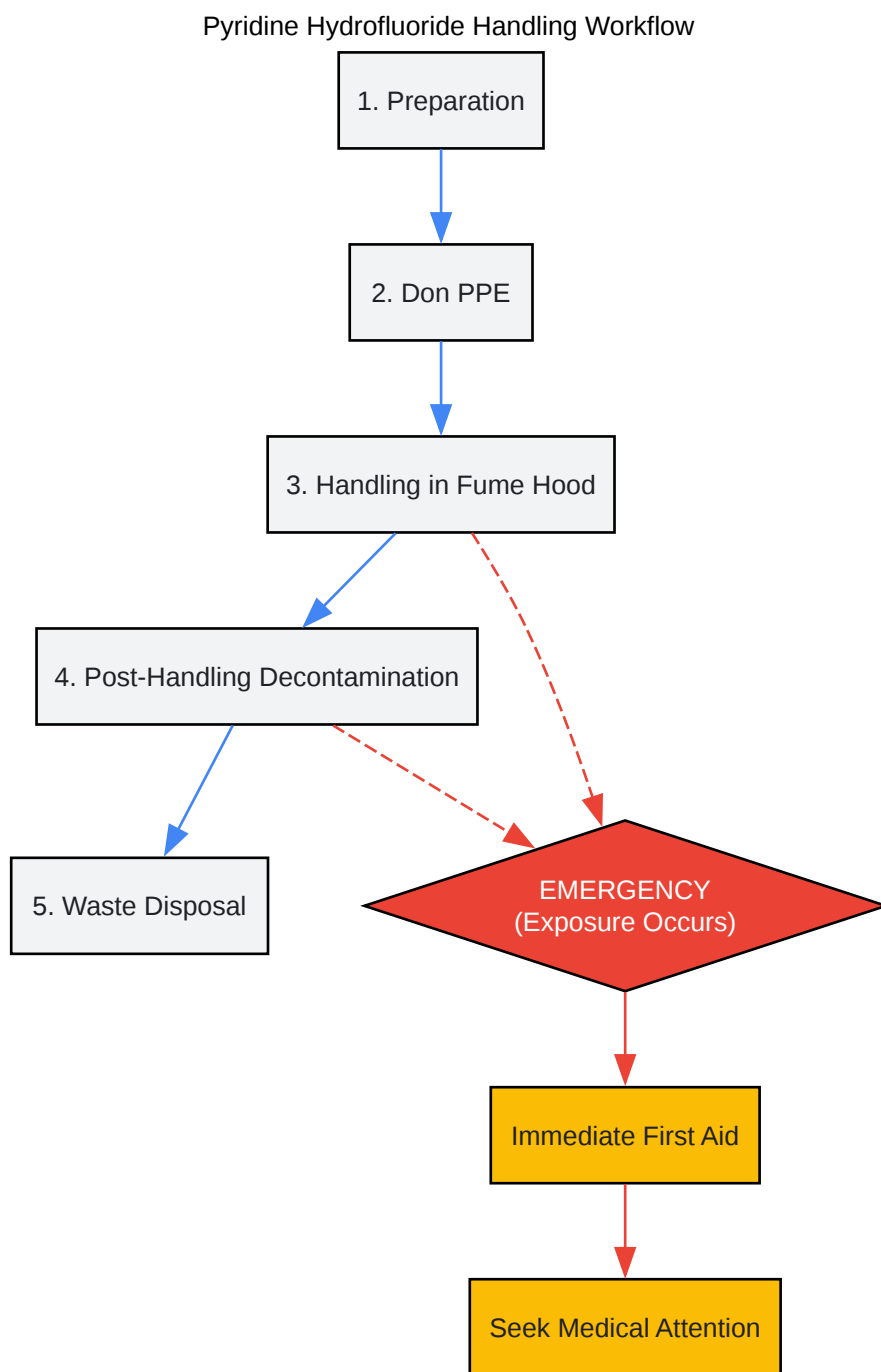 Pyridine Hydrofluoride Handling Workflow
1. Preparation
2. Don PPE
3. Handling in Fume Hood
4. Post-Handling Decontamination
5. Waste Disposal
EMERGENCY
(Exposure Occurs)
Immediate First Aid
Seek Medical Attention